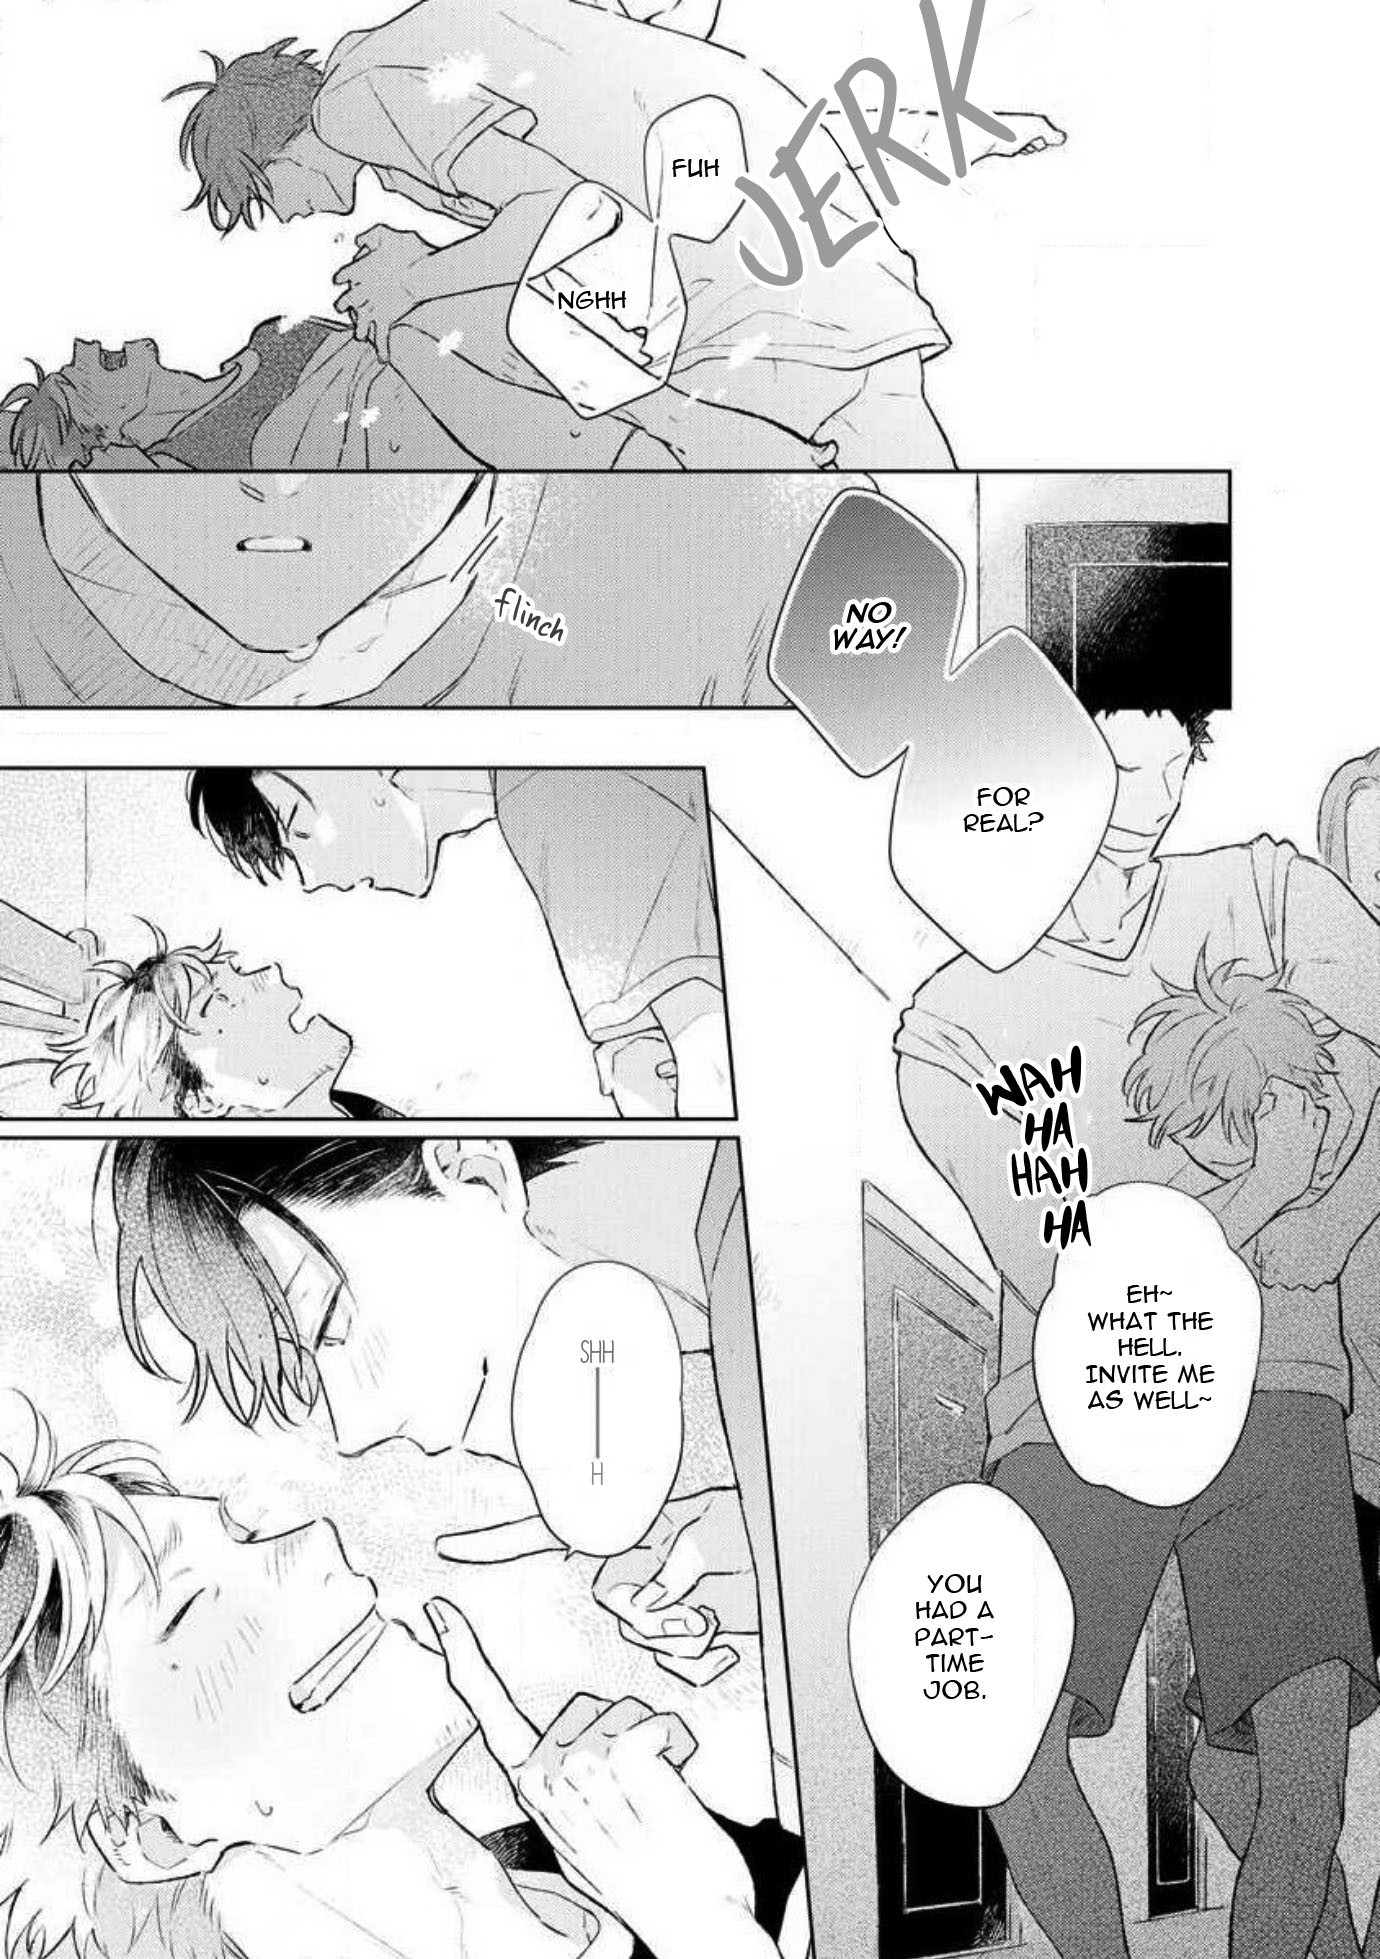 JERK
FUH
NGHH
flinch
NO
WAY!
FOR
REAL?
WAH
HA
HAH
HA
EH~
WHAT THE
HELL.
INVITE ME
AS WELL~
YOU
HAD A
PART-
TIME
JOB.
SHH
H